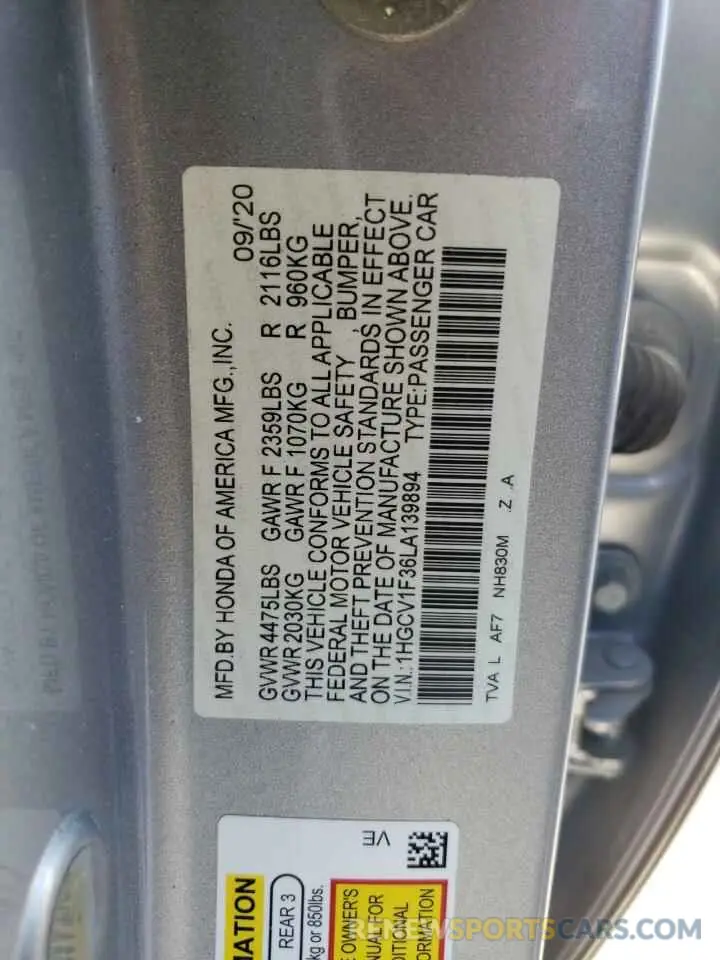 MFD.BY HONDA OF AMERICA MFG.,INC. 09/'20
GVWR 4475LBS GAWR F 2359LBS R 2116LBS
GVWR 2030KG GAWR F 1070KG R 960KG
THIS VEHICLE CONFORMS TO ALL APPLICABLE
FEDERAL MOTOR VEHICLE SAFETY , BUMPER,
AND THEFT PREVENTION STANDARDS IN EFFECT
ON THE DATE OF MANUFACTURE SHOWN ABOVE.
V.I.N.:1HGCV1F36LA139894 TYPE:PASSENGER CAR
TVA L AF7 NH830M .Z .A
VE
MATION
REAR 3
kg or 850lbs.
E OWNER'S
NUAL FOR
DITIONAL
ORMATION
RENEWSPORTSCARS.COM